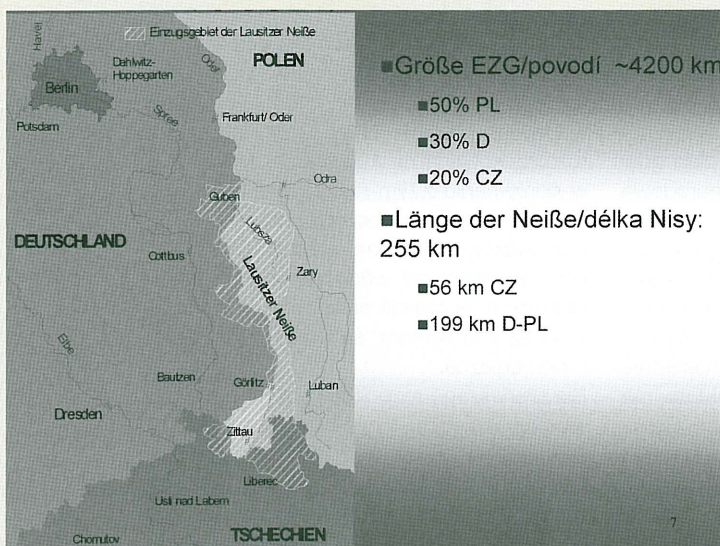 Einzugsgebiet der Lausitzer Neiße
Havel
Dahlwitz-
Hoppegarten
Oder
POLEN
Berlin
Potsdam
Spree
Frankfurt/ Oder
Odra
Guben
Lubsza
DEUTSCHLAND
Cottbus
Lausitzer Neiße
Zary
Elbe
Bautzen
Görlitz
Luban
Dresden
Zittau
Liberec
Usti nad Labem
Chomutov
TSCHECHIEN
■Größe EZG/povodí ~4200 km
■50% PL
■30% D
■20% CZ
■Länge der Neiße/délka Nisy:
255 km
■56 km CZ
■199 km D-PL
7